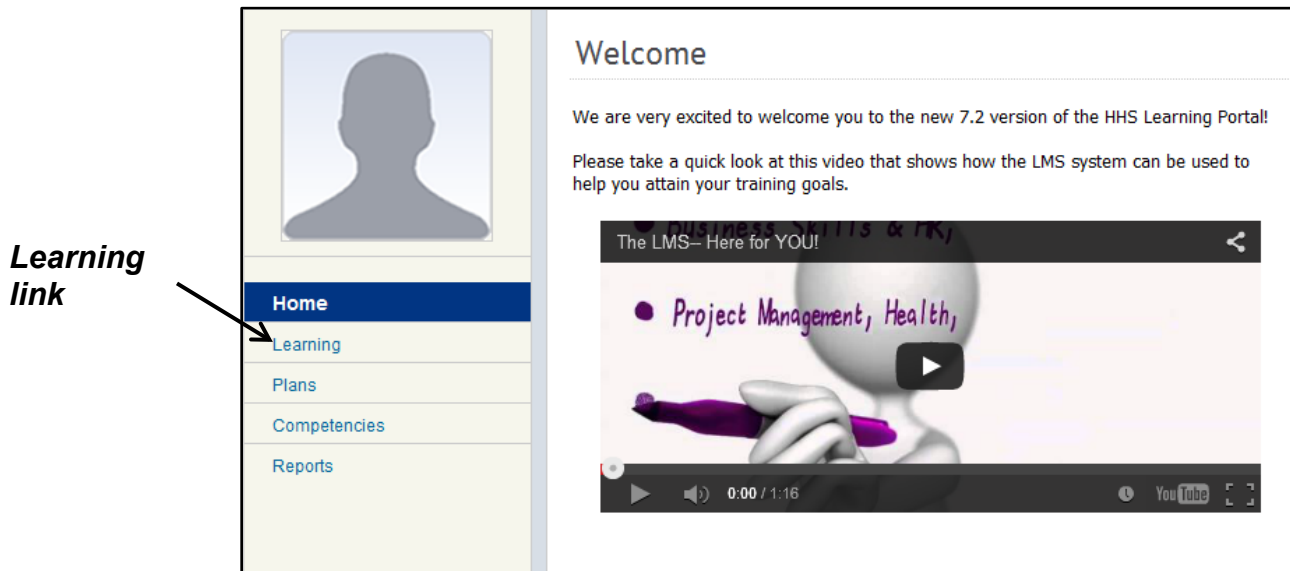 Learning
link
Home
Learning
Plans
Competencies
Reports
Welcome
We are very excited to welcome you to the new 7.2 version of the HHS Learning Portal!
Please take a quick look at this video that shows how the LMS system can be used to
help you attain your training goals.
• Business Skills & HR,
The LMS-- Here for YOU!
• Project Management, Health,
0:00 / 1:16
YouTube